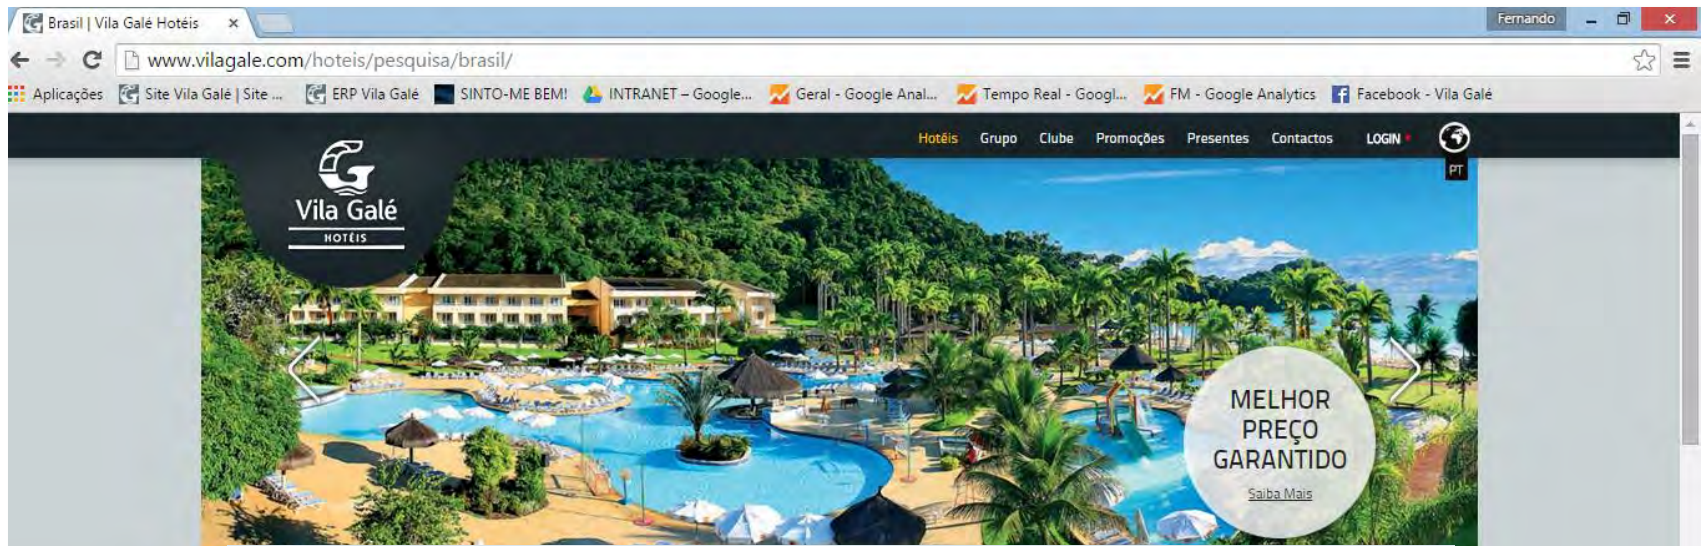 Brasil | Vila Galé Hotéis
Fernando
www.vilagale.com/hoteis/pesquisa/brasil/
Aplicações Site Vila Galé | Site ... ERP Vila Galé SINTO-ME BEM! INTRANET – Google... Geral - Google Anal... Tempo Real - Googl... FM - Google Analytics Facebook - Vila Galé
Hotéis Grupo Clube Promoções Presentes Contactos LOGIN
PT
Vila Galé
HOTÉIS
MELHOR
PREÇO
GARANTIDO
Saiba Mais